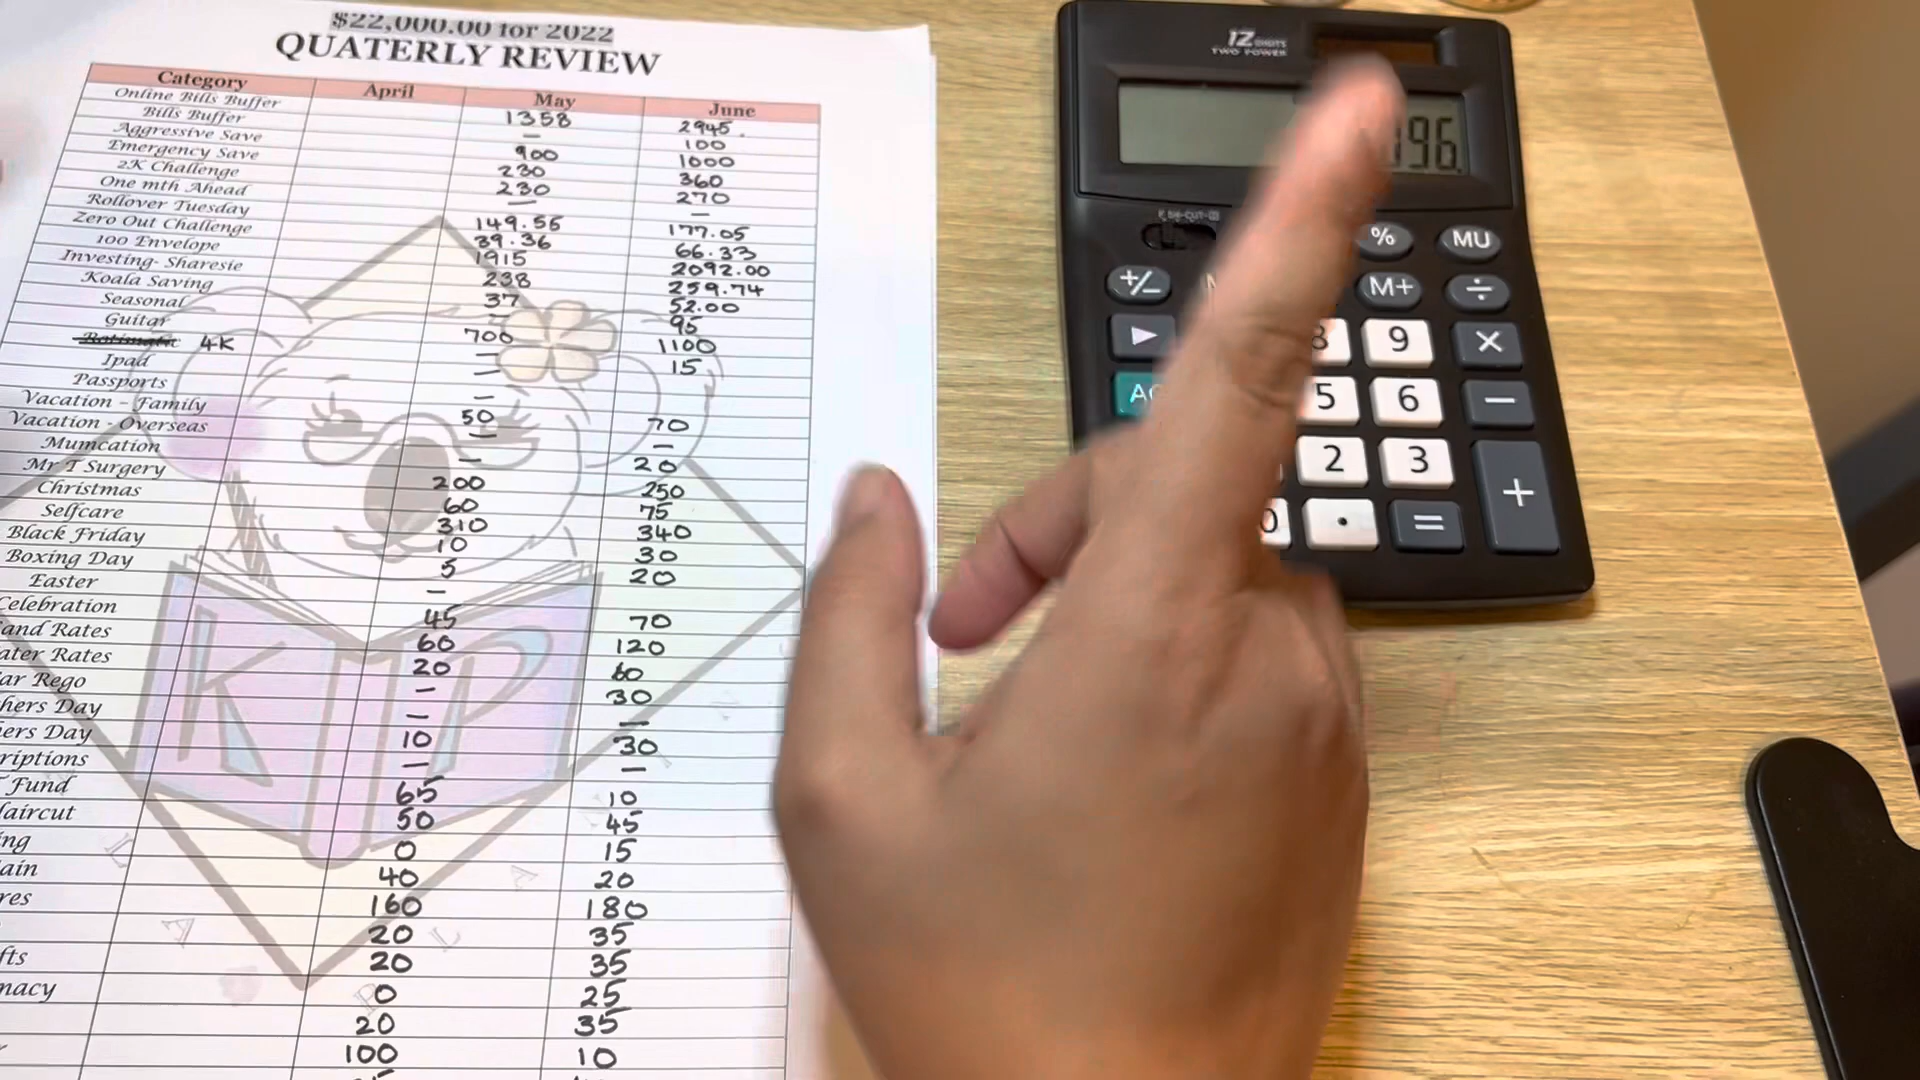 $22,000.00 for 2022
QUATERLY REVIEW
Category April May June
Online Bills Buffer 1358 2945.
Bills Buffer — 100
Aggressive Save 900 1000
Emergency Save 230 360
2K Challenge 230 270
One mth Ahead — —
Rollover Tuesday 149.55 177.05
Zero Out Challenge 39.36 66.33
100 Envelope 1915 2092.00
Investing- Sharesie 238 259.74
Koala Saving 37 52.00
Seasonal — 95
Guitar 700 1100
4K — 15
Ipad —
Passports —
Vacation – Family 50 70
Vacation - Overseas — —
Mumcation — 20
Mr T Surgery 200 250
Christmas 60 75
Selfcare 310 340
Black Friday 10 30
Boxing Day 5 20
Easter —
Celebration 45 70
and Rates 60 120
ater Rates 20 60
ar Rego — 30
hers Day — —
ers Day 10 30
riptions — —
Fund 65 10
aircut 50 45
ing 0 15
ain 40 20
res 160 180
20 35
fts 20 35
macy 0 25
20 35
100 10
KTP
12 DIGITS
TWO POWER
196.
% MU
+/- M+ ÷
8 9 ×
AC 5 6 −
2 3 +
0 . =